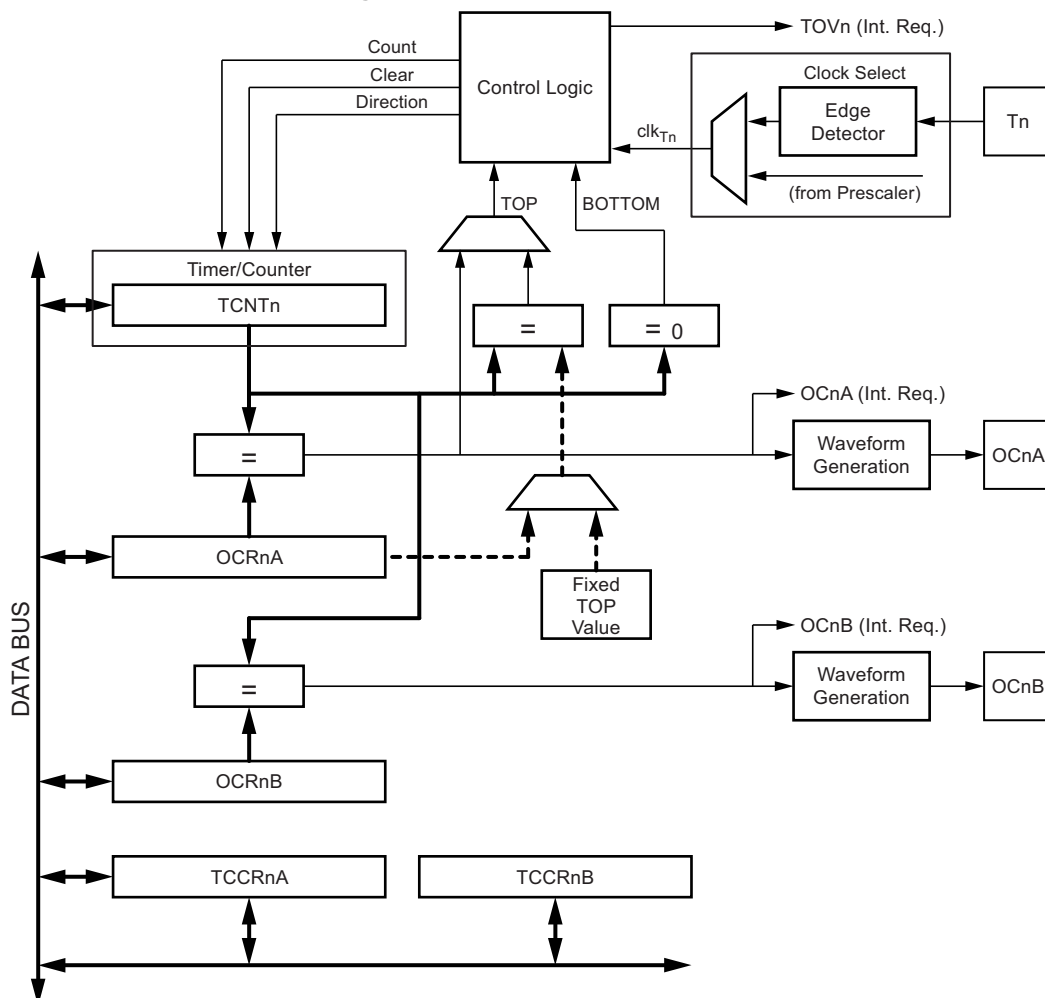 TOVn (Int. Req.)
Count
Clear
Direction
Control Logic
Clock Select
Edge
Detector
Tn
clkTn
(from Prescaler)
TOP
BOTTOM
Timer/Counter
TCNTn
=
= 0
OCnA (Int. Req.)
=
Waveform
Generation
OCnA
OCRnA
Fixed
TOP
Value
DATA BUS
OCnB (Int. Req.)
=
Waveform
Generation
OCnB
OCRnB
TCCRnA
TCCRnB